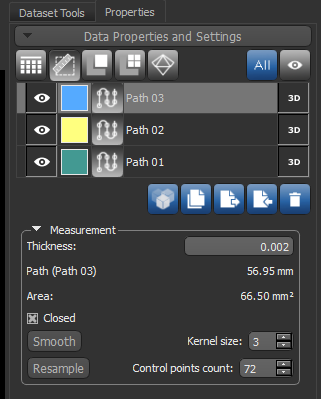 Dataset Tools Properties
Data Properties and Settings
All
Path 03 3D
Path 02 3D
Path 01 3D
Measurement
Thickness: 0.002
Path (Path 03) 56.95 mm
Area: 66.50 mm²
Closed
Smooth Kernel size: 3
Resample Control points count: 72